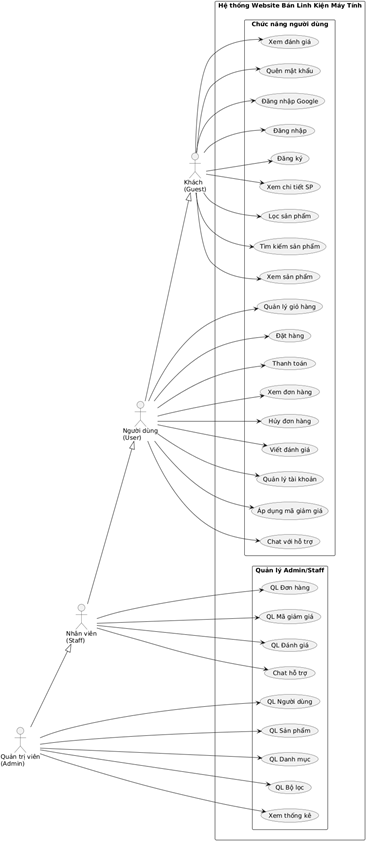 Hệ thống Website Bán Linh Kiện Máy Tính
Chức năng người dùng
Xem đánh giá
Quên mật khẩu
Đăng nhập Google
Đăng nhập
Đăng ký
Xem chi tiết SP
Lọc sản phẩm
Tìm kiếm sản phẩm
Xem sản phẩm
Khách
(Guest)
Quản lý giỏ hàng
Đặt hàng
Thanh toán
Xem đơn hàng
Hủy đơn hàng
Viết đánh giá
Quản lý tài khoản
Áp dụng mã giảm giá
Chat với hỗ trợ
Người dùng
(User)
Quản lý Admin/Staff
QL Đơn hàng
QL Mã giảm giá
QL Đánh giá
Chat hỗ trợ
Nhân viên
(Staff)
QL Người dùng
QL Sản phẩm
QL Danh mục
QL Bộ lọc
Xem thống kê
Quản trị viên
(Admin)